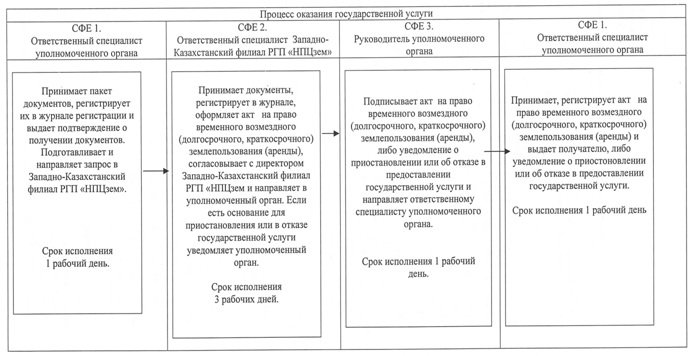 Процесс оказания государственной услуги
СФЕ 1.
Ответственный специалист
уполномоченного органа
СФЕ 2.
Ответственный специалист Западно-
Казахстанский филиал РГП «НПЦзем»
СФЕ 3.
Руководитель уполномоченного
органа
СФЕ 1.
Ответственный специалист
уполномоченного органа
Принимает пакет
документов, регистрирует
их в журнале регистрации и
выдает подтверждение о
получении документов.
Подготавливает и
направляет запрос в
Западно-Казахстанский
филиал РГП «НПЦзем».
Срок исполнения
1 рабочий день.
Принимает документы,
регистрирует в журнале,
оформляет акт на право
временного возмездного
(долгосрочного, краткосрочного)
землепользования (аренды),
согласовывает с директором
Западно-Казахстанский филиал
РГП «НПЦзем и направляет в
уполномоченный орган. Если
есть основание для
приостановления или в отказе
государственной услуги
уведомляет уполномоченный
орган.
Срок исполнения
3 рабочих дней.
Подписывает акт на право
временного возмездного
(долгосрочного, краткосрочного)
землепользования (аренды),
либо уведомление о
приостановлении или об отказе в
предоставлении
государственной услуги и
направляет ответственному
специалисту уполномоченного
органа.
Срок исполнения 1 рабочий
день.
Принимает, регистрирует акт на
право временного возмездного
(долгосрочного, краткосрочного)
землепользования (аренды) и
выдает получателю, либо
уведомление о приостоновлении
или об отказе в предоставлении
государственной услуги.
Срок исполнения 1 рабочий день